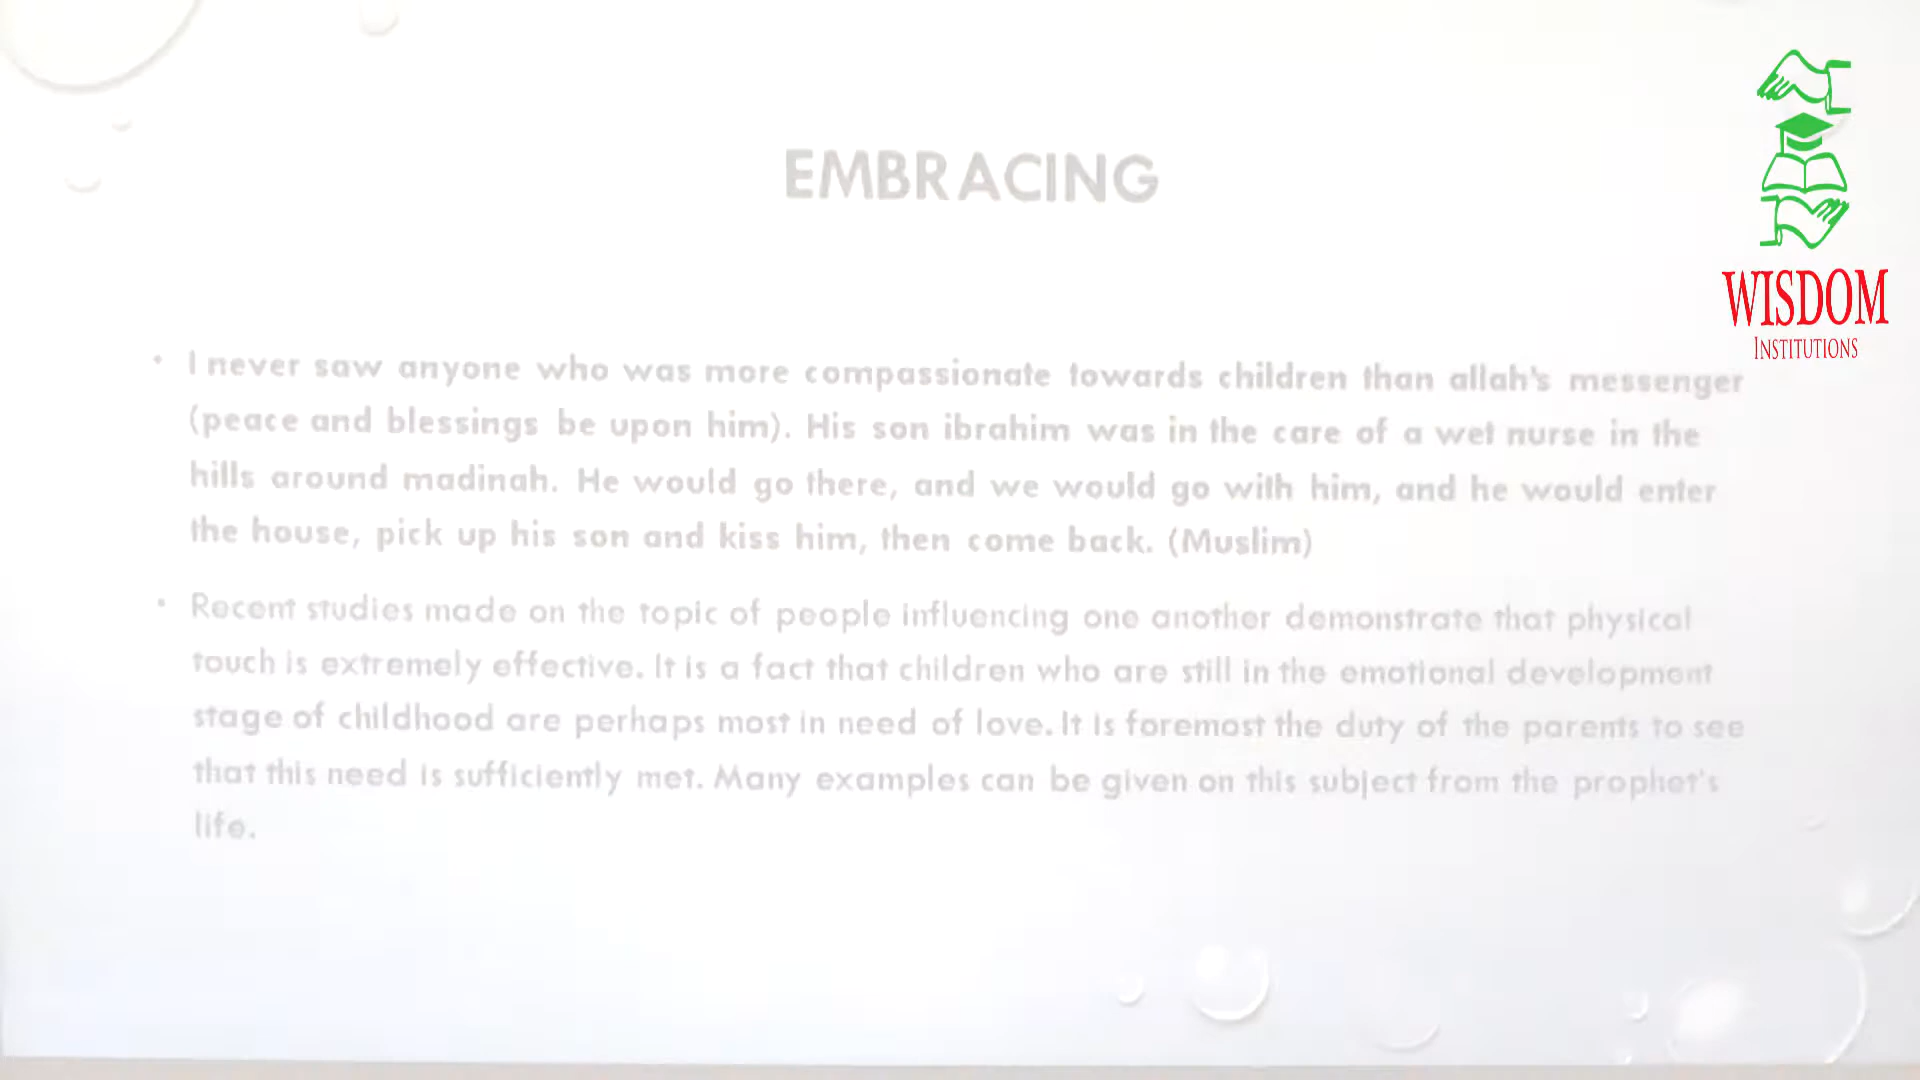 EMBRACING
WISDOM
INSTITUTIONS
• I never saw anyone who was more compassionate towards children than allah's messenger
(peace and blessings be upon him). His son ibrahim was in the care of a wet nurse in the
hills around madinah. He would go there, and we would go with him, and he would enter
the house, pick up his son and kiss him, then come back. (Muslim)
• Recent studies made on the topic of people influencing one another demonstrate that physical
touch is extremely effective. It is a fact that children who are still in the emotional development
stage of childhood are perhaps most in need of love. It is foremost the duty of the parents to see
that this need is sufficiently met. Many examples can be given on this subject from the prophet's
life.